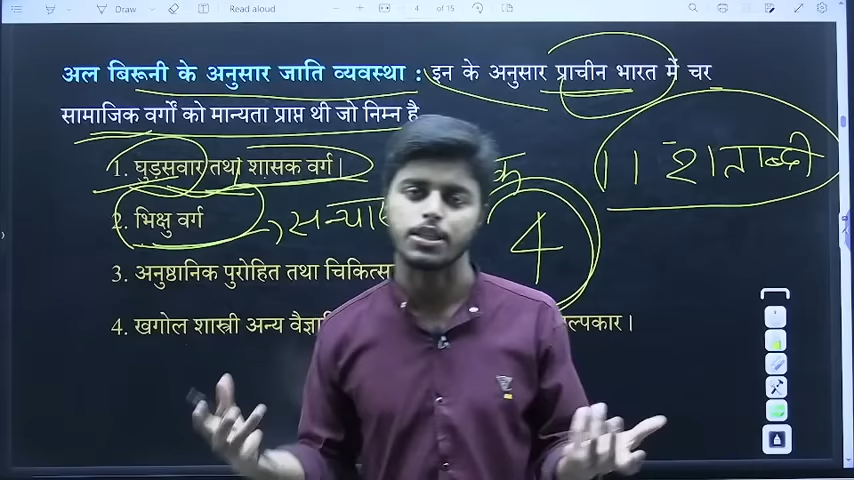 Draw
Read aloud
4 of 15
अल बिरूनी के अनुसार जाति व्यवस्था : इन के अनुसार प्राचीन भारत में चर
सामाजिक वर्गों को मान्यता प्राप्त थी जो निम्न है
1. घुड़सवार तथा शासक वर्ग।
11 शताब्दी
2. भिक्षु वर्ग
4
3. अनुष्ठानिक पुरोहित तथा
4. खगोल शास्त्री अन्य